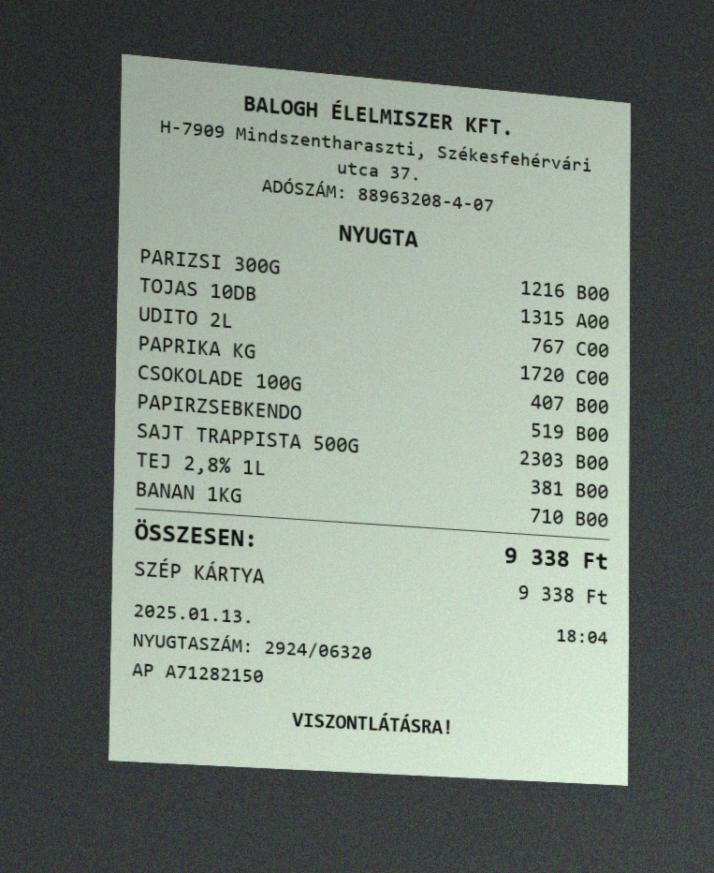 BALOGH ÉLELMISZER KFT.
H-7909 Mindszentharaszti, Székesfehérvári
utca 37.
ADÓSZÁM: 88963208-4-07
NYUGTA
PARIZSI 300G 1216 B00
TOJAS 10DB 1315 A00
UDITO 2L 767 C00
PAPRIKA KG 1720 C00
CSOKOLADE 100G 407 B00
PAPIRZSEBKENDO 519 B00
SAJT TRAPPISTA 500G 2303 B00
TEJ 2,8% 1L 381 B00
BANAN 1KG 710 B00
ÖSSZESEN: 9 338 Ft
SZÉP KÁRTYA 9 338 Ft
2025.01.13. 18:04
NYUGTASZÁM: 2924/06320
AP A71282150
VISZONTLÁTÁSRA!